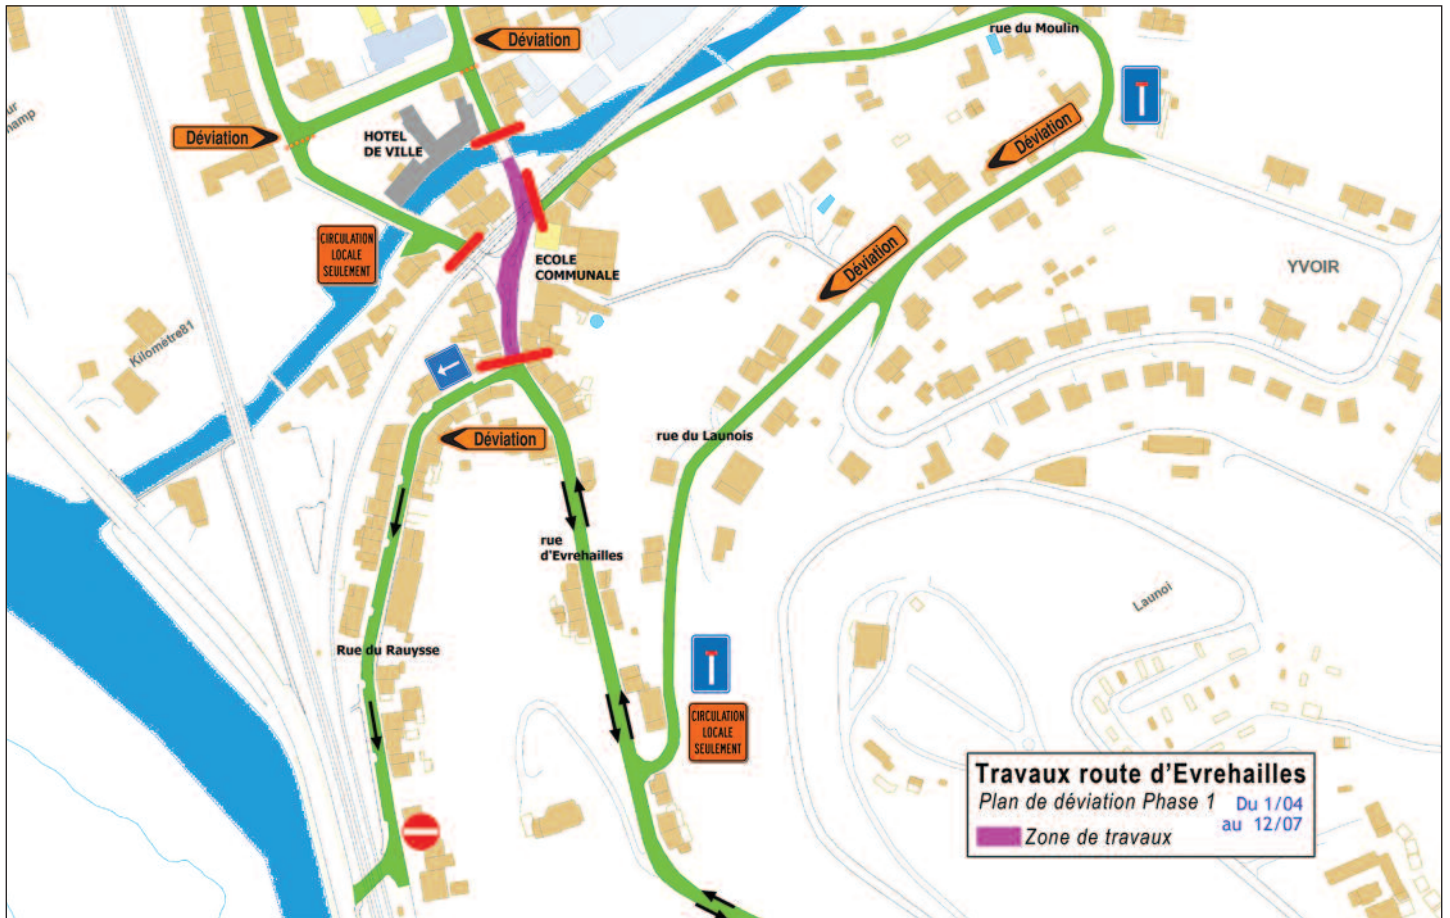 rue du Moulin
Déviation
Déviation
Déviation
HOTEL
DE VILLE
CIRCULATION
LOCALE
SEULEMENT
ECOLE
COMMUNALE
Déviation
YVOIR
Kilomètre81
Déviation
rue du Launois
rue
d'Evrehailles
Launoi
Rue du Rauysse
CIRCULATION
LOCALE
SEULEMENT
Travaux route d'Evrehailles
Plan de déviation Phase 1 Du 1/04
au 12/07
Zone de travaux